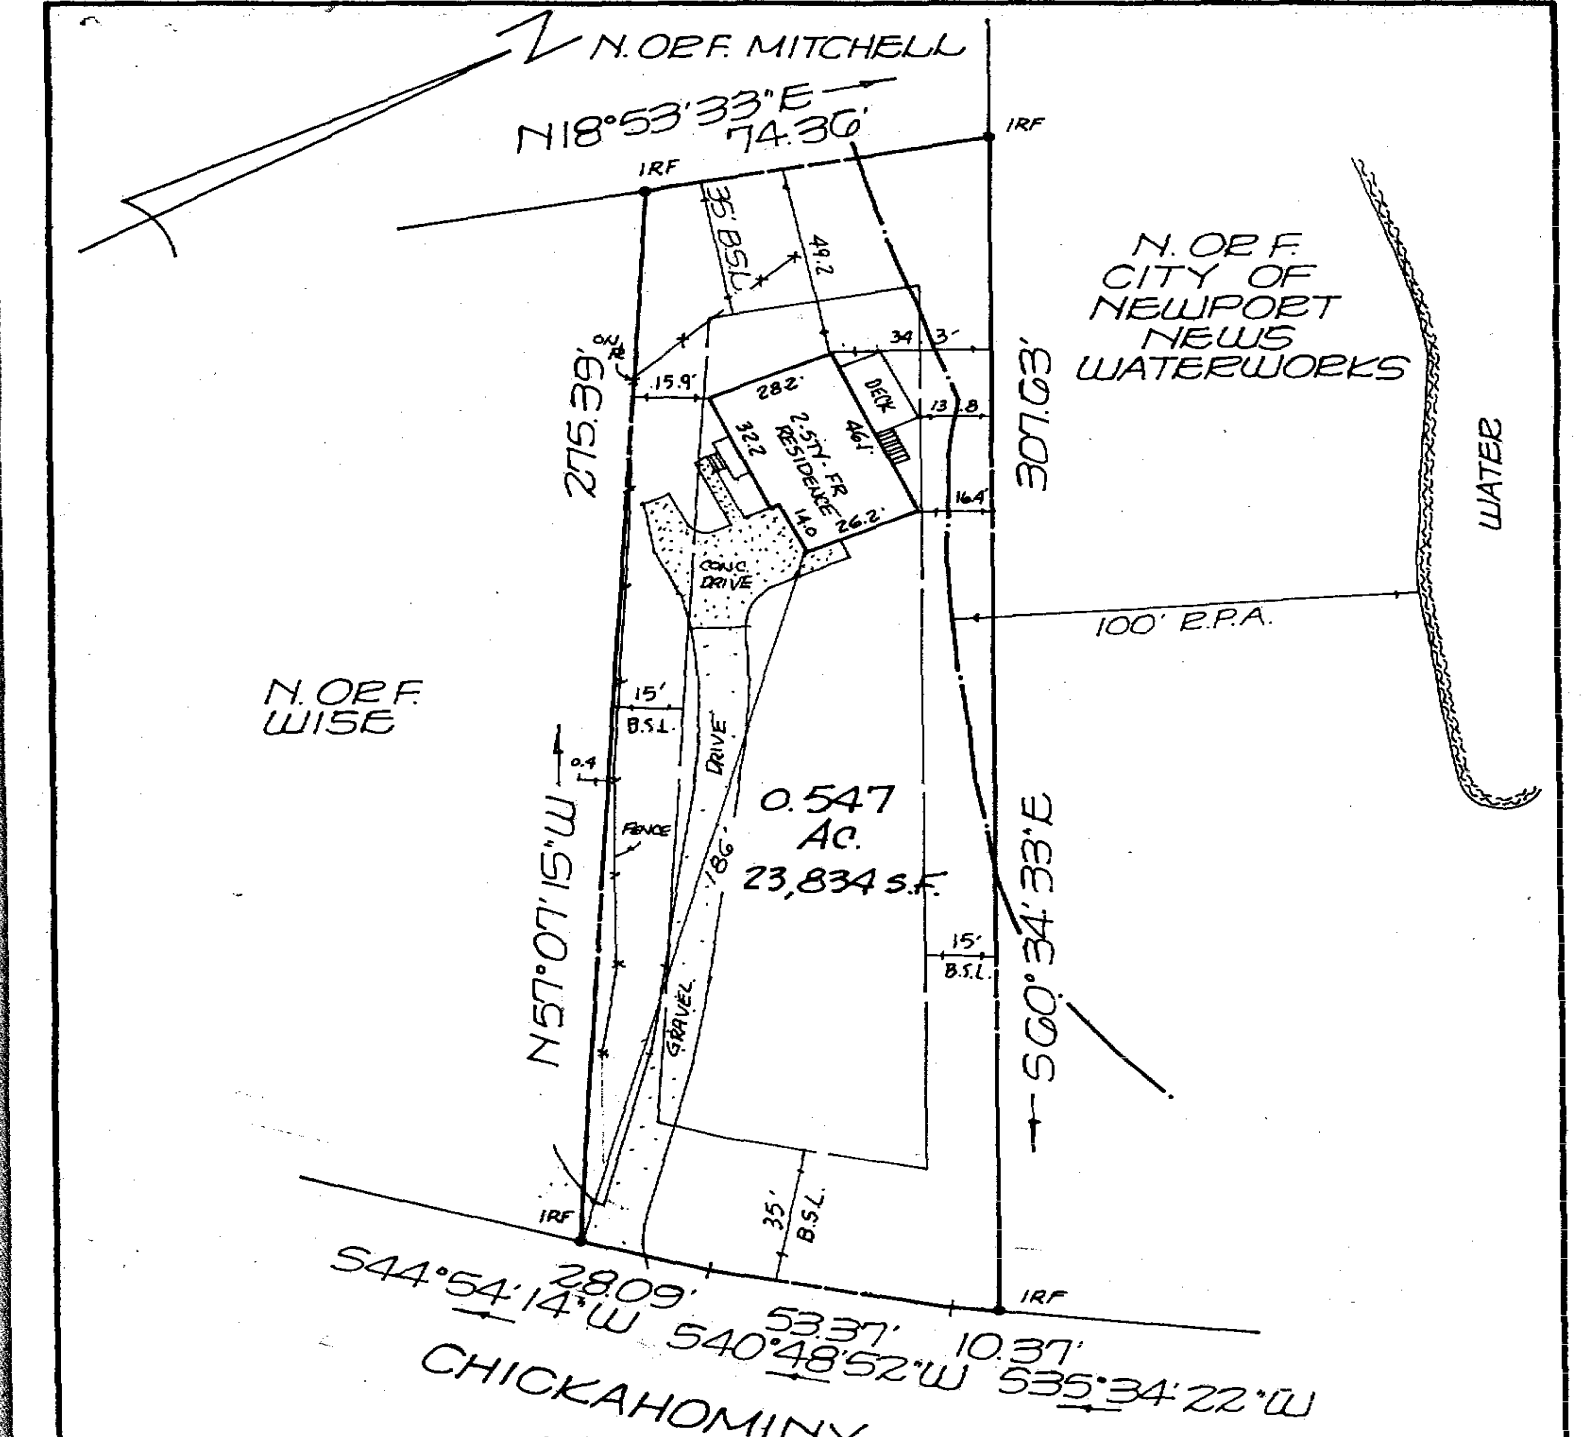 N. OR F. MITCHELL
N18°53'33"E
74.36'
IRF
IRF
35' B.S.L.
49.2
N. OR F.
CITY OF
NEWPORT
NEWS
WATERWORKS
WATER
ON
15.9'
28.2'
34.3'
DECK
13.8
275.39'
307.63'
32.2
46.1'
2-STY-FR
RESIDENCE
14.0
26.2'
16.4'
CONC.
DRIVE
100' R.P.A.
N. OR F.
WISE
15'
B.S.L.
DRIVE
0.4
FENCE
186'
0.547
AC.
23,834 S.F.
N57°07'15"W
S60°34'33"E
15'
B.S.L.
GRAVEL
35'
B.S.L.
IRF
IRF
28.09'
S44°54'14"W
53.37'
S40°48'52"W
10.37'
S35°34'22"W
CHICKAHOMINY